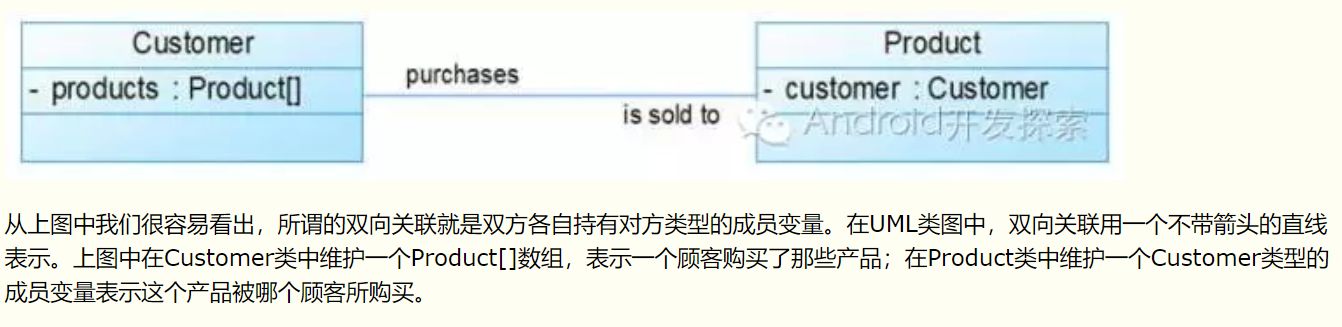 Customer
- products : Product[]
purchases
is sold to
Product
- customer : Customer
Android开发探索
从上图中我们很容易看出，所谓的双向关联就是双方各自持有对方类型的成员变量。在UML类图中，双向关联用一个不带箭头的直线
表示。上图中在Customer类中维护一个Product[]数组，表示一个顾客购买了那些产品；在Product类中维护一个Customer类型的
成员变量表示这个产品被哪个顾客所购买。